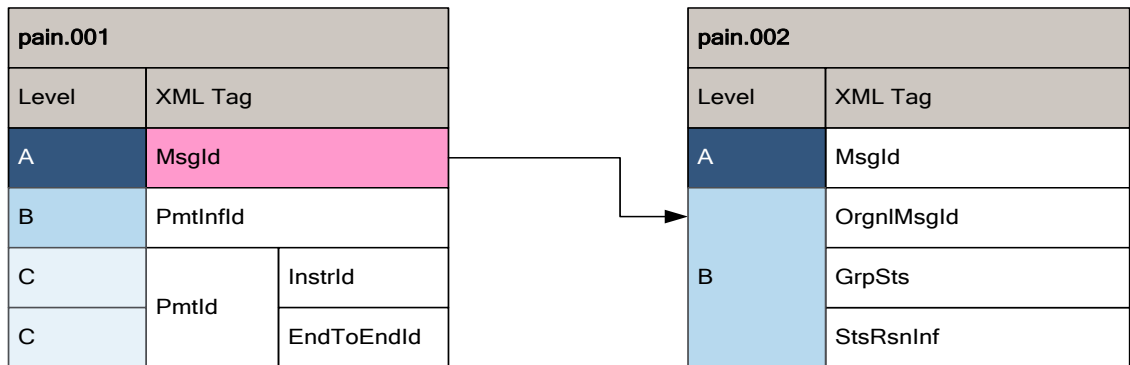 pain.001
Level XML Tag
A MsgId
B PmtInfId
C PmtId InstrId
C EndToEndId
pain.002
Level XML Tag
A MsgId
B OrgnlMsgId
GrpSts
StsRsnInf